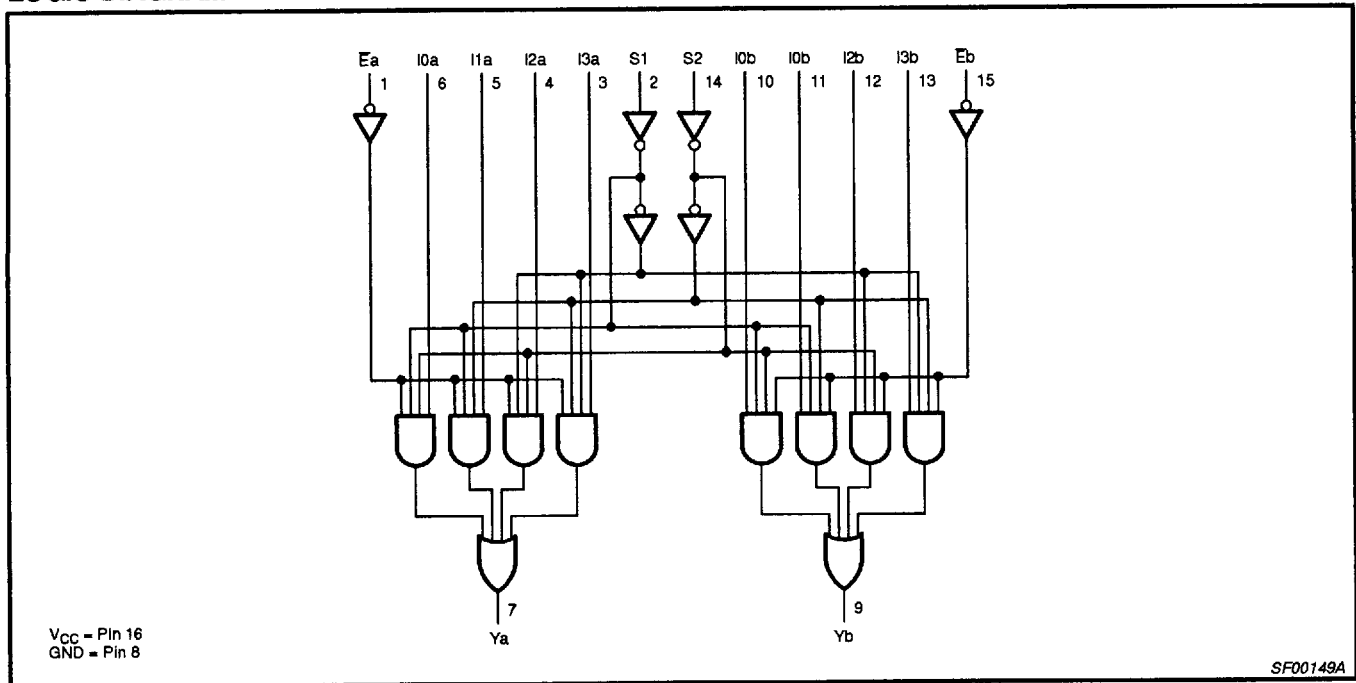 Ea I0a I1a I2a I3a S1 S2 I0b I0b I2b I3b Eb
1 6 5 4 3 2 14 10 11 12 13 15
7 9
Ya Yb
VCC = Pin 16
GND = Pin 8
SF00149A